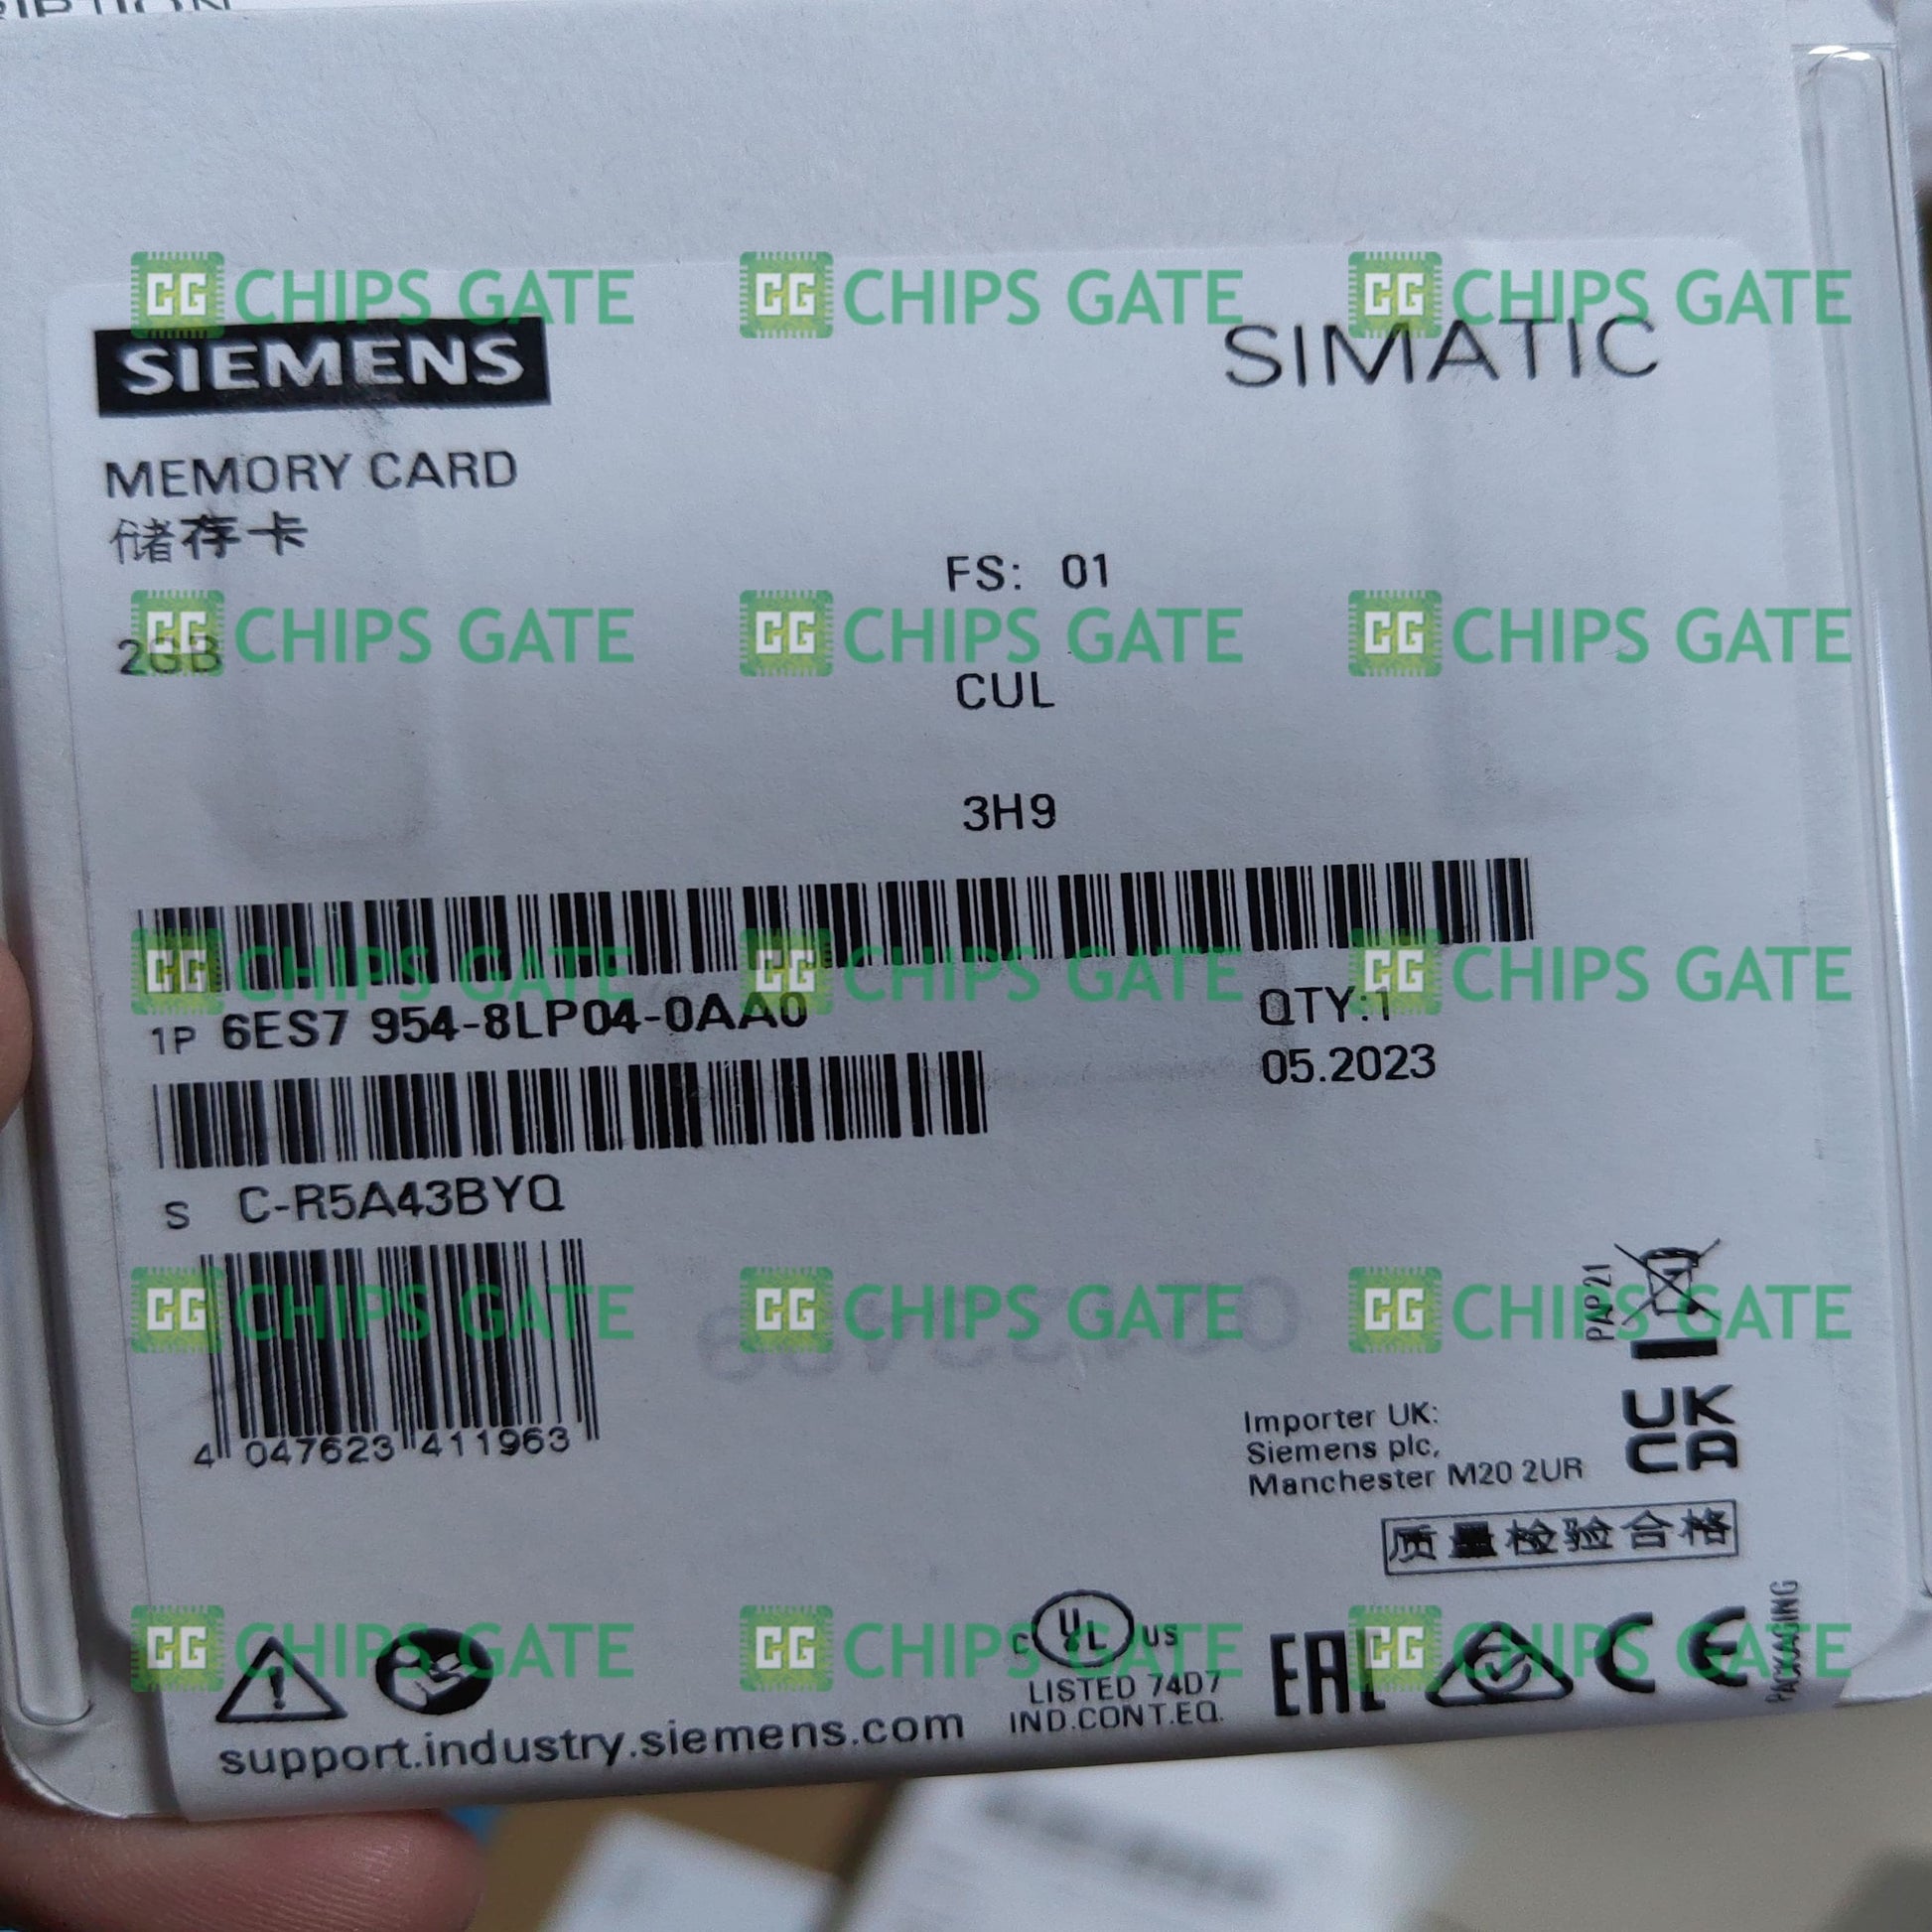 RIPTION
CHIPS GATE CHIPS GATE CHIPS GATE
SIEMENS
SIMATIC
MEMORY CARD
储存卡
FS: 01
CHIPS GATE CHIPS GATE CHIPS GATE
2GB
CUL
3H9
CHIPS GATE CHIPS GATE CHIPS GATE
1P 6ES7 954-8LP04-0AA0
QTY:1
05.2023
S C-R5A43BYQ
CHIPS GATE CHIPS GATE CHIPS GATE
PAP21
4 047623 411963
Importer UK:
Siemens plc,
Manchester M20 2UR
UK
CA
质量检验合格
CHIPS GATE CHIPS GATE CHIPS GATE
C UL US
LISTED 74D7
IND.CONT.EQ.
EAC
CE
PACKAGING
support.industry.siemens.com